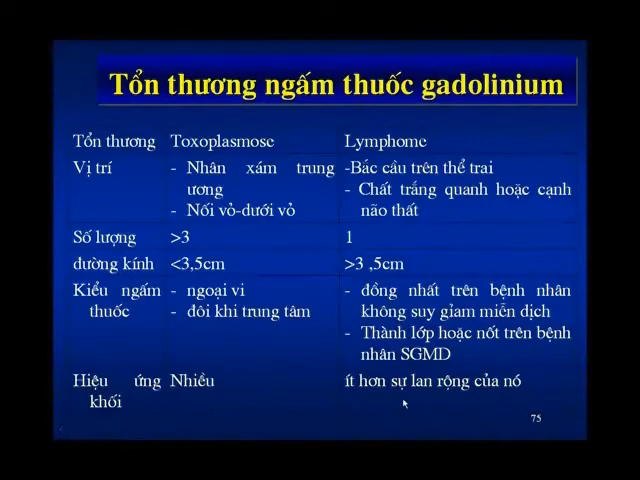 Tổn thương ngấm thuốc gadolinium
Tổn thương Toxoplasmose Lymphome
Vị trí - Nhân xám trung -Bắc cầu trên thể trai
ương - Chất trắng quanh hoặc cạnh
- Nối vỏ-dưới vỏ não thất
Số lượng >3 1
đường kính <3,5cm >3 ,5cm
Kiểu ngấm - ngoại vi - đồng nhất trên bệnh nhân
thuốc - đôi khi trung tâm không suy giảm miễn dịch
- Thành lớp hoặc nốt trên bệnh
nhân SGMD
Hiệu ứng Nhiều ít hơn sự lan rộng của nó
khối
75